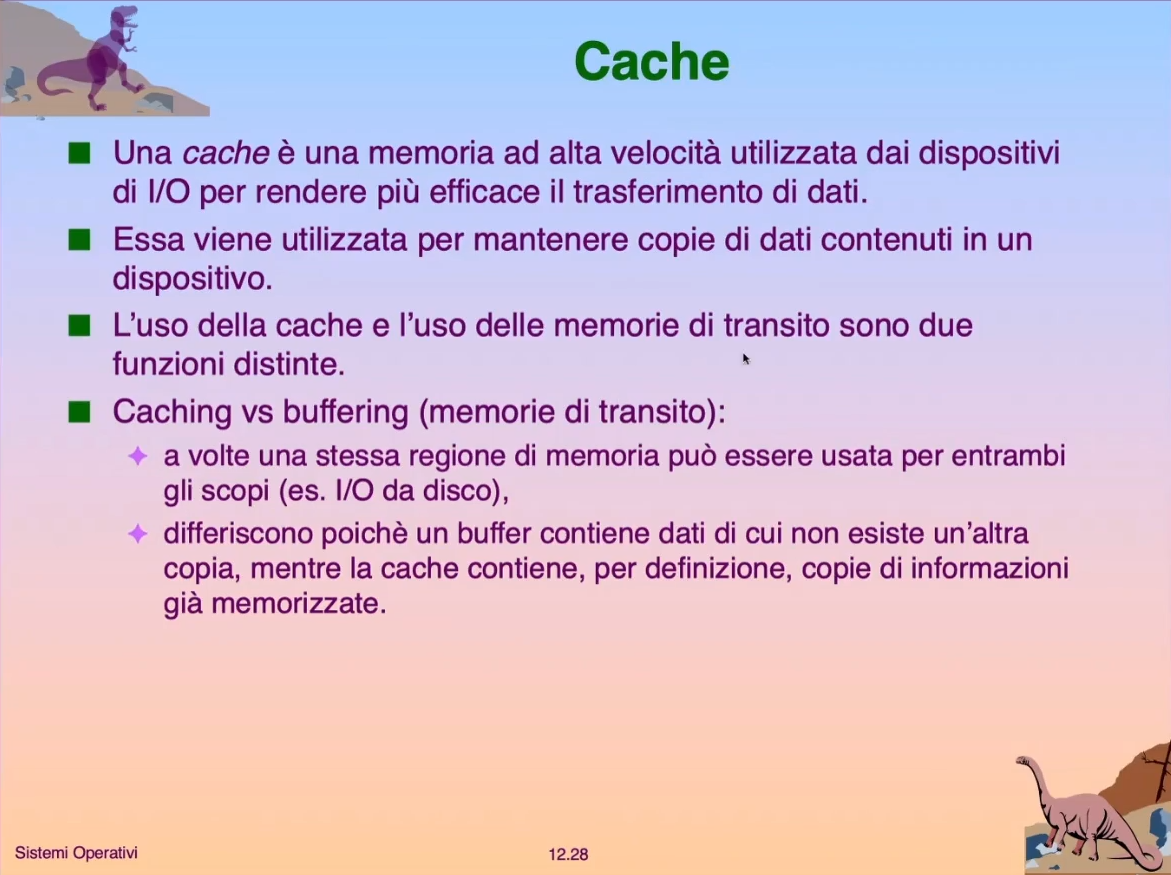 Cache
Una cache è una memoria ad alta velocità utilizzata dai dispositivi
di I/O per rendere più efficace il trasferimento di dati.
Essa viene utilizzata per mantenere copie di dati contenuti in un
dispositivo.
L'uso della cache e l'uso delle memorie di transito sono due
funzioni distinte.
Caching vs buffering (memorie di transito):
a volte una stessa regione di memoria può essere usata per entrambi
gli scopi (es. I/O da disco),
differiscono poichè un buffer contiene dati di cui non esiste un'altra
copia, mentre la cache contiene, per definizione, copie di informazioni
già memorizzate.
Sistemi Operativi
12.28